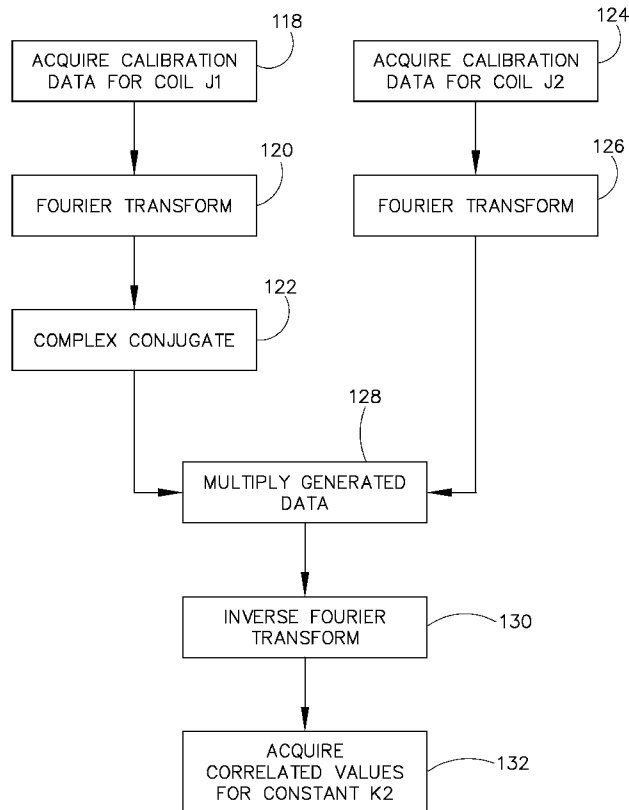 118
ACQUIRE CALIBRATION
DATA FOR COIL J1
124
ACQUIRE CALIBRATION
DATA FOR COIL J2
120
FOURIER TRANSFORM
126
FOURIER TRANSFORM
122
COMPLEX CONJUGATE
128
MULTIPLY GENERATED
DATA
INVERSE FOURIER
TRANSFORM
130
ACQUIRE
CORRELATED VALUES
FOR CONSTANT K2
132